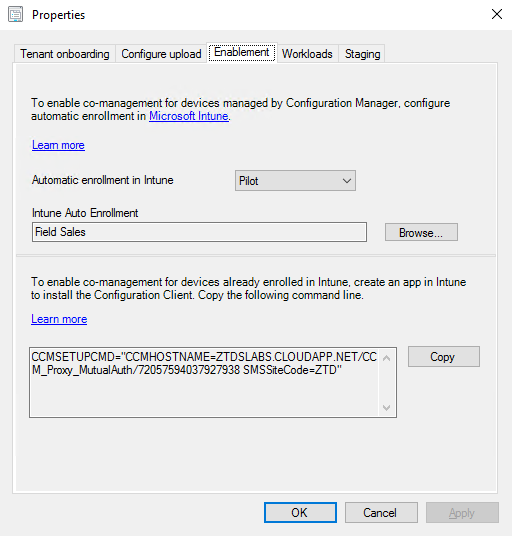 Properties
Tenant onboarding
Configure upload
Enablement
Workloads
Staging
To enable co-management for devices managed by Configuration Manager, configure
automatic enrollment in Microsoft Intune.
Learn more
Automatic enrollment in Intune
Pilot
Intune Auto Enrollment
Field Sales
Browse...
To enable co-management for devices already enrolled in Intune, create an app in Intune
to install the Configuration Client. Copy the following command line.
Learn more
CCMSETUPCMD="CCMHOSTNAME=ZTDSLABS.CLOUDAPP.NET/CC
M_Proxy_MutualAuth/72057594037927938 SMSSiteCode=ZTD"
Copy
OK
Cancel
Apply